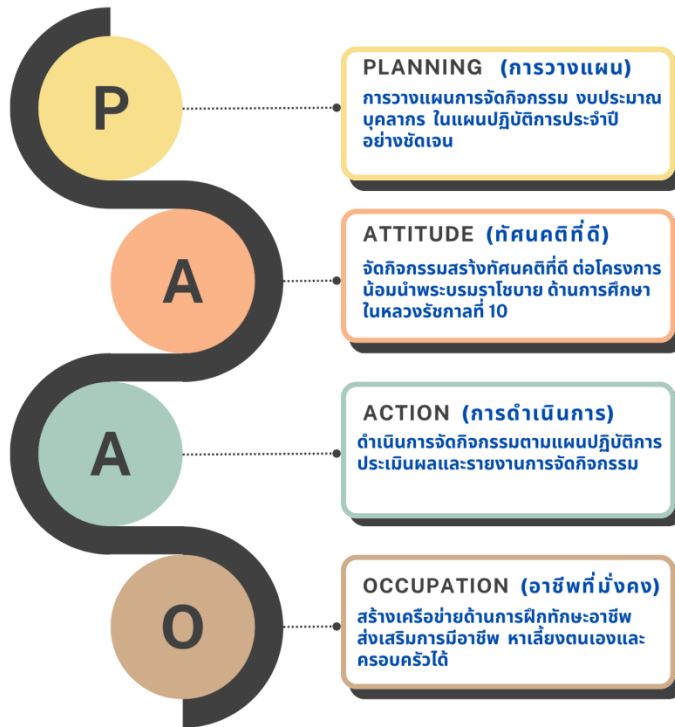 P
PLANNING (การวางแผน)
การวางแผนการจัดกิจกรรม งบประมาณ
บุคลากร ในแผนปฏิบัติการประจำปี
อย่างชัดเจน
A
ATTITUDE (ทัศนคติที่ดี)
จัดกิจกรรมสร้างทัศนคติที่ดี ต่อโครงการ
น้อมนำพระบรมราโชบาย ด้านการศึกษา
ในหลวงรัชกาลที่ 10
A
ACTION (การดำเนินการ)
ดำเนินการจัดกิจกรรมตามแผนปฏิบัติการ
ประเมินผลและรายงานการจัดกิจกรรม
O
OCCUPATION (อาชีพที่มั่งคง)
สร้างเครือข่ายด้านการฝึกทักษะอาชีพ
ส่งเสริมการมีอาชีพ หาเลี้ยงตนเองและ
ครอบครัวได้